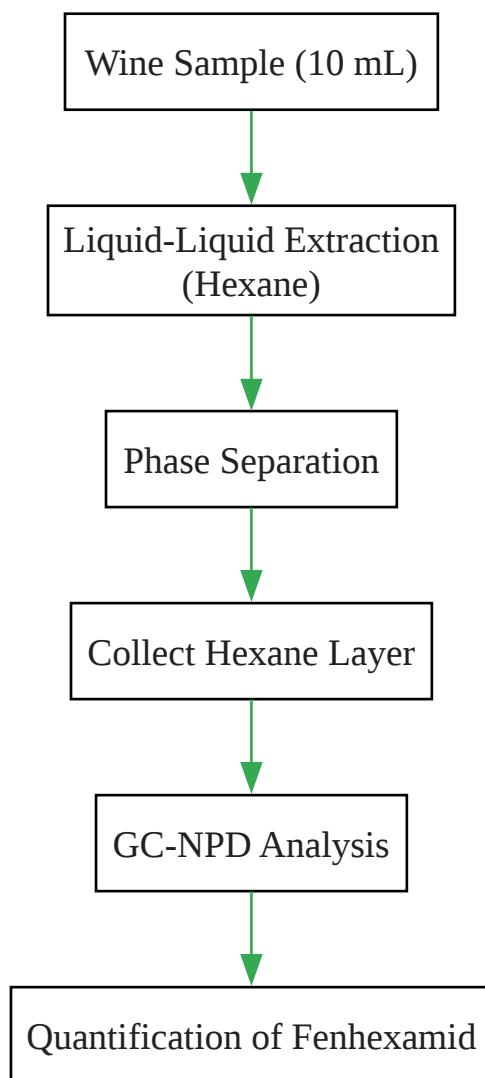 Wine Sample (10 mL)
Liquid-Liquid Extraction
(Hexane)
Phase Separation
Collect Hexane Layer
GC-NPD Analysis
Quantification of Fenhexamid